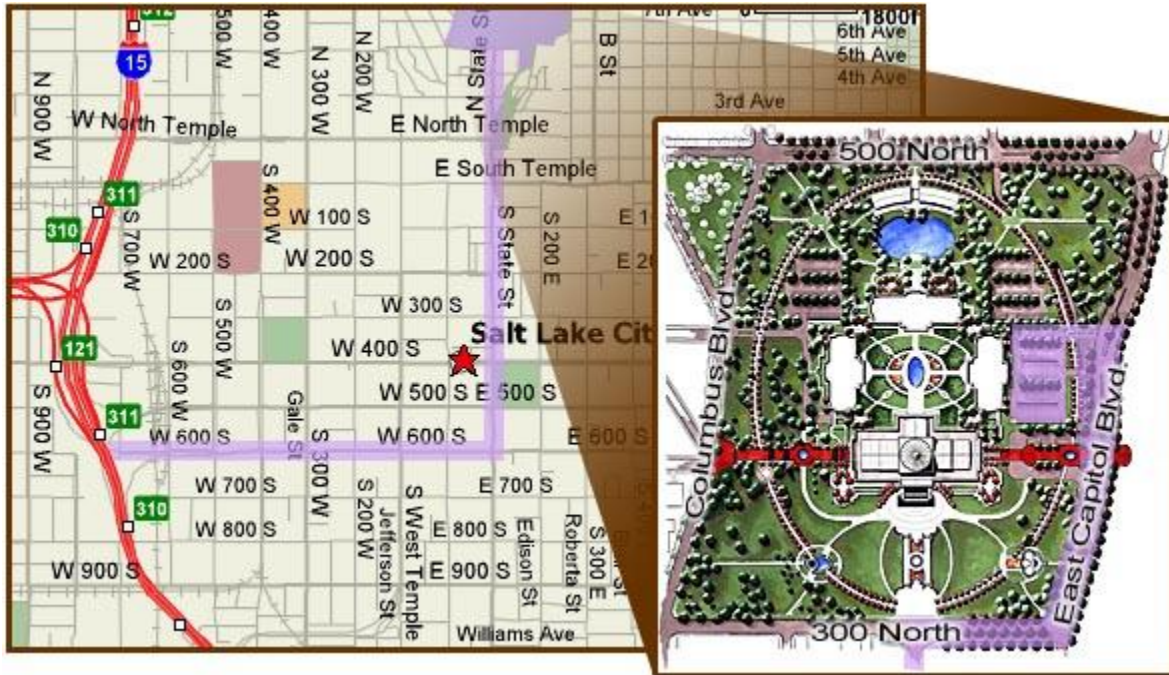 312
7th Ave
0
1800f
6th Ave
5th Ave
4th Ave
3rd Ave
15
N 900 W
500 W
400 W
N 300 W
N 200 W
N State St
B St
W North Temple
E North Temple
E South Temple
311
310
S 700 W
S 400 W
W 100 S
W 200 S
W 200 S
S State St
S 200 E
E 10
E 20
W 300 S
Salt Lake Cit
W 400 S
S 500 W
121
S 600 W
W 500 S
E 500 S
S 900 W
311
W 600 S
Gale St
S 300 W
W 600 S
E 600 S
W 700 S
E 700 S
310
W 800 S
S 200 W
Jefferson St
S West Temple
E 800 S
Edison St
Roberta St
S 300 E
W 900 S
E 900 S
Williams Ave
500 North
Columbus Blvd.
East Capitol Blvd.
300 North